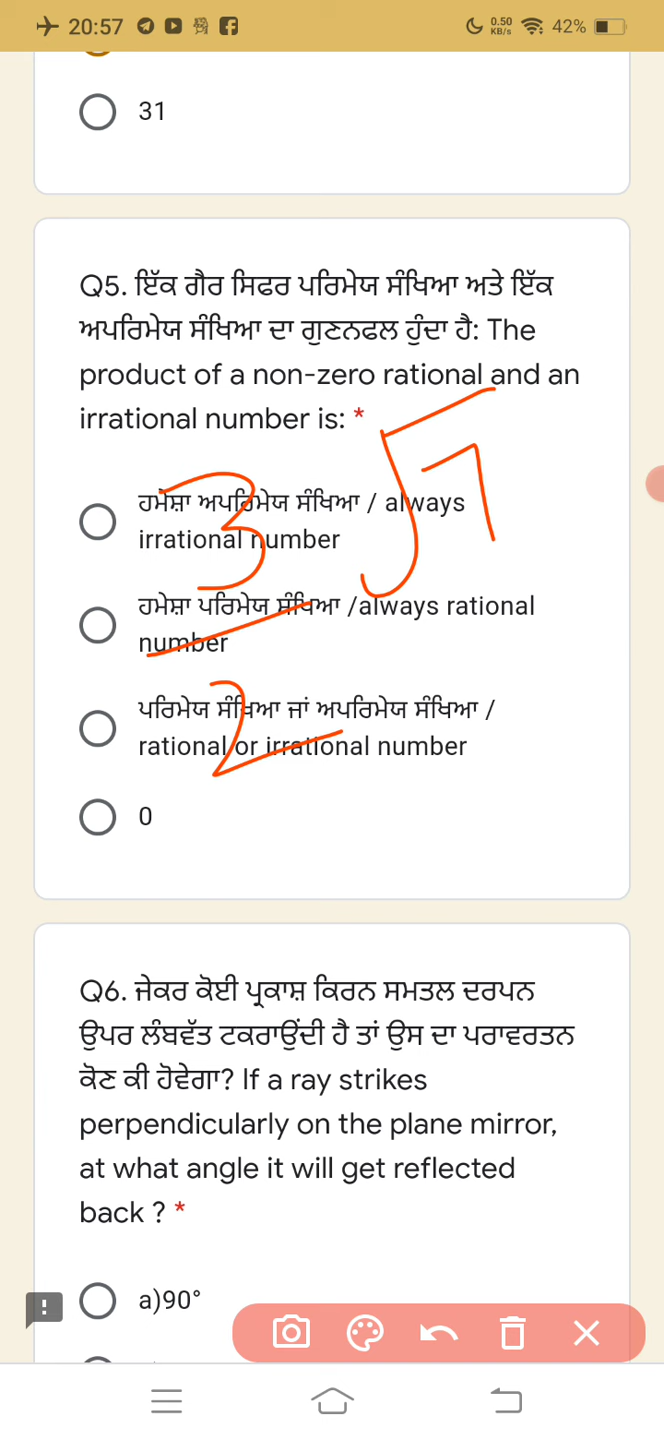 20:57
0.50
KB/s
42%
31
Q5. ਇੱਕ ਗੈਰ ਸਿਫਰ ਪਰਿਮੇਯ ਸੰਖਿਆ ਅਤੇ ਇੱਕ
ਅਪਰਿਮੇਯ ਸੰਖਿਆ ਦਾ ਗੁਣਨਫਲ ਹੁੰਦਾ ਹੈ: The
product of a non-zero rational and an
irrational number is: *
ਹਮੇਸ਼ਾ ਅਪਰਿਮੇਯ ਸੰਖਿਆ / always
irrational number
ਹਮੇਸ਼ਾ ਪਰਿਮੇਯ ਸੰਖਿਆ /always rational
number
ਪਰਿਮੇਯ ਸੰਖਿਆ ਜਾਂ ਅਪਰਿਮੇਯ ਸੰਖਿਆ /
rational or irrational number
0
3 √7
2
Q6. ਜੇਕਰ ਕੋਈ ਪ੍ਰਕਾਸ਼ ਕਿਰਨ ਸਮਤਲ ਦਰਪਨ
ਉਪਰ ਲੰਬਵੱਤ ਟਕਰਾਉਂਦੀ ਹੈ ਤਾਂ ਉਸ ਦਾ ਪਰਾਵਰਤਨ
ਕੋਣ ਕੀ ਹੋਵੇਗਾ? If a ray strikes
perpendicularly on the plane mirror,
at what angle it will get reflected
back ? *
a)90°